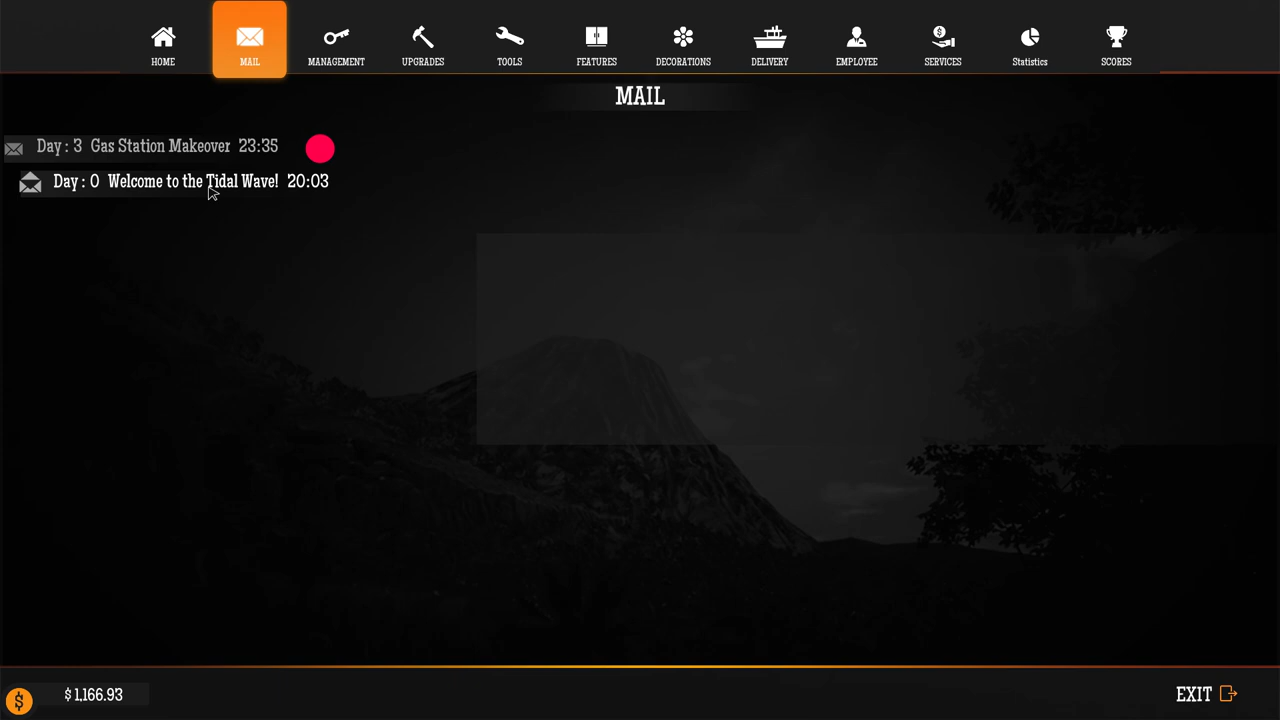 HOME
MAIL
MANAGEMENT
UPGRADES
TOOLS
FEATURES
DECORATIONS
DELIVERY
EMPLOYEE
SERVICES
Statistics
SCORES
MAIL
Day : 3 Gas Station Makeover 23:35
Day : 0 Welcome to the Tidal Wave! 20:03
$ 1,166.93
EXIT